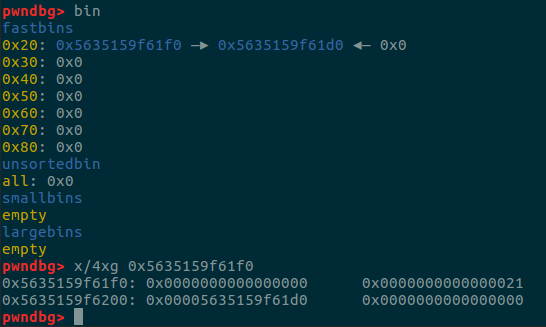 pwndbg> bin
fastbins
0x20: 0x5635159f61f0 —▸ 0x5635159f61d0 ◂— 0x0
0x30: 0x0
0x40: 0x0
0x50: 0x0
0x60: 0x0
0x70: 0x0
0x80: 0x0
unsortedbin
all: 0x0
smallbins
empty
largebins
empty
pwndbg> x/4xg 0x5635159f61f0
0x5635159f61f0: 0x0000000000000000 0x0000000000000021
0x5635159f6200: 0x00005635159f61d0 0x0000000000000000
pwndbg>